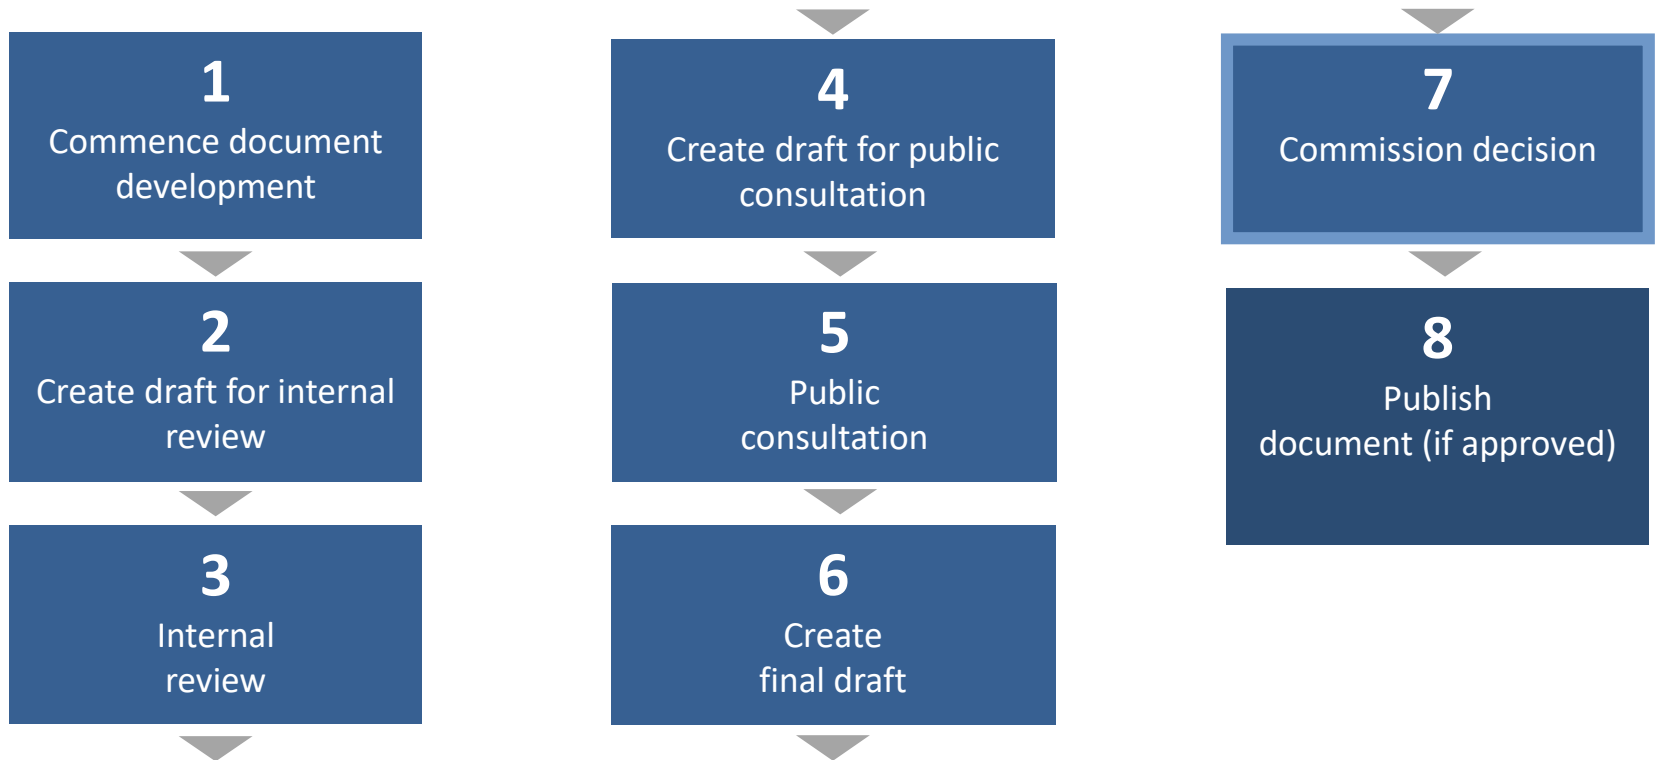 1
Commence document
development
2
Create draft for internal
review
3
Internal
review
4
Create draft for public
consultation
5
Public
consultation
6
Create
final draft
7
Commission decision
8
Publish
document (if approved)